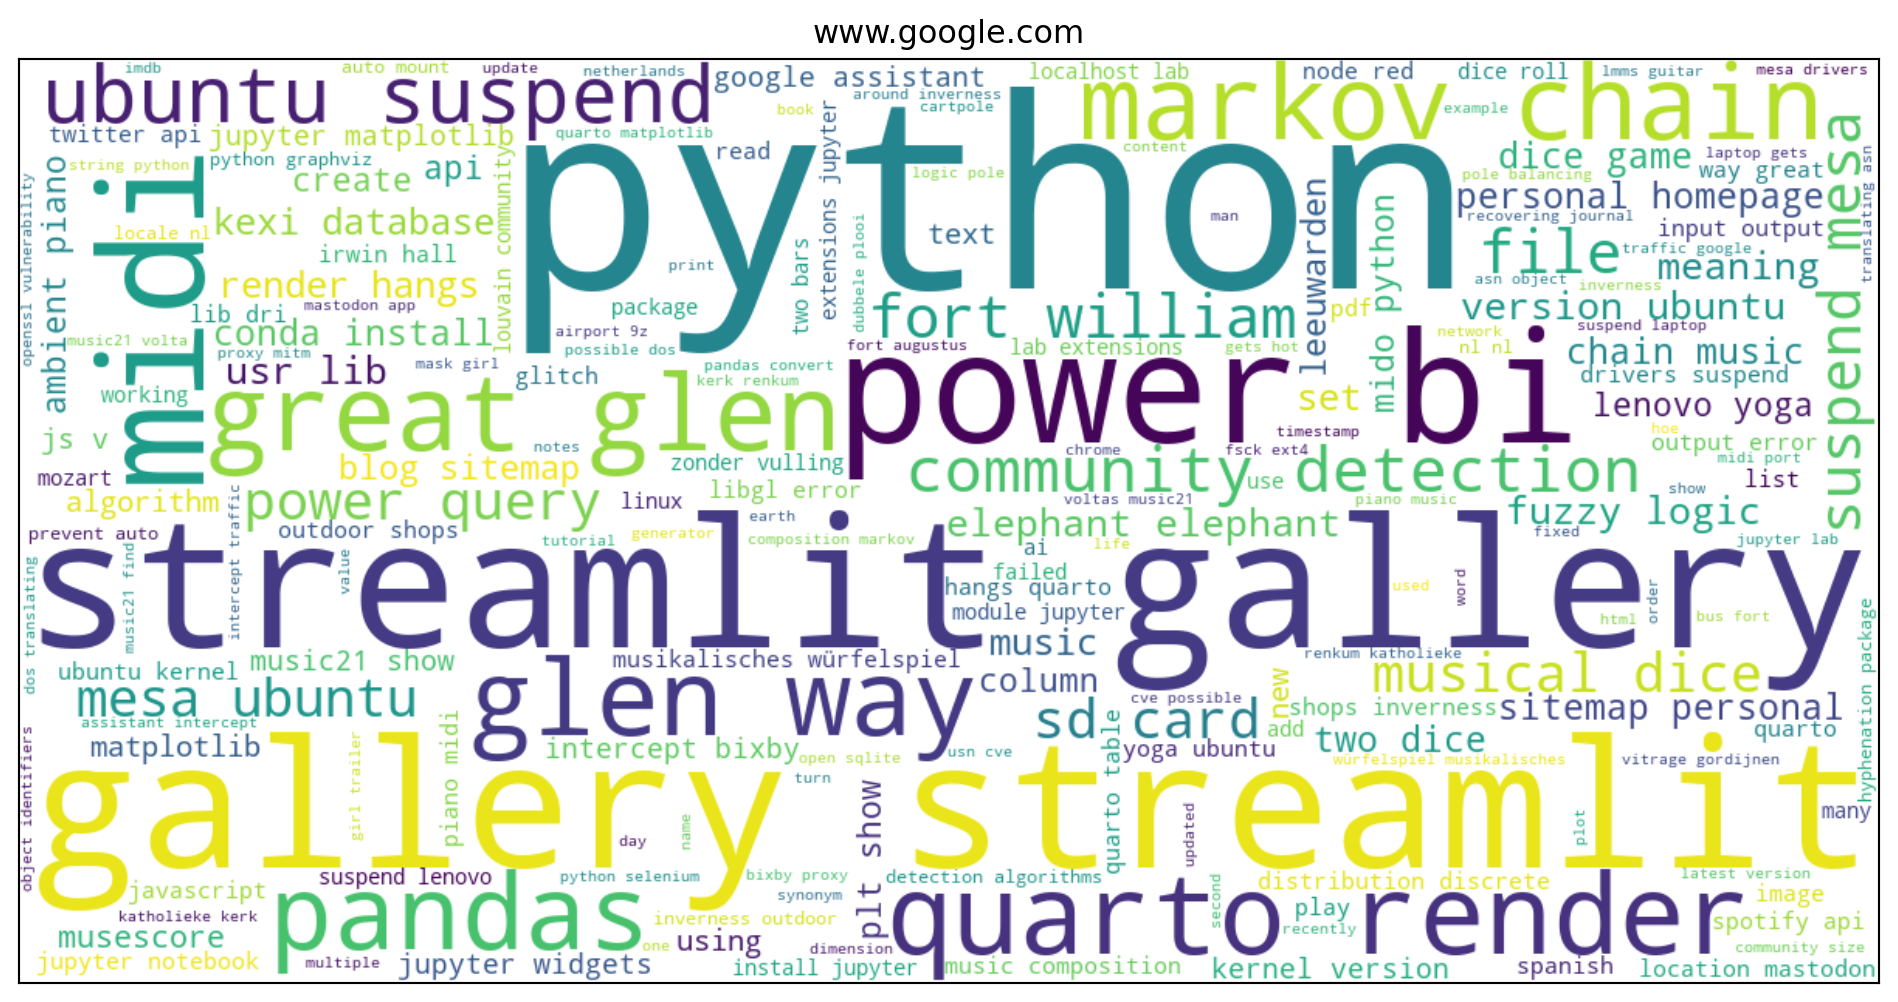 www.google.com
imdb
auto mount
update
netherlands
ubuntu suspend
google assistant
localhost lab
node red
dice roll
lmms guitar
mesa drivers
around inverness
cartpole
book
markov chain
example
twitter api
jupyter matplotlib
quarto matplotlib
python
content
string python
python graphviz
api
read
logic pole
dice game
laptop gets
way great
pole balancing
create
personal homepage
kexi database
man
recovering journal
input output
locale nl
text
irwin hall
file
traffic google
meaning
print
render hangs
asn object
inverness
mastodon app
package
lib dri
fort william
pdf
version ubuntu
conda install
airport 9z
music21 volta
proxy mitm
possible dos
fort augustus
lab extensions
gets hot
network
nl nl
suspend laptop
chain music
usr lib
mask girl
glitch
pandas convert
kerk renkum
drivers suspend
working
great glen
power bi
set
lenovo yoga
js v
notes
timestamp
hoe
output error
chrome
fsck ext4
midi port
mozart
blog sitemap
zonder vulling
community detection
use
list
algorithm
power query
linux
libgl error
voltas music21
piano music
show
prevent auto
outdoor shops
earth
elephant elephant
fuzzy logic
tutorial
generator
composition markov
ai
life
fixed
jupyter lab
streamlit gallery
failed
hangs quarto
used
module jupyter
html
bus fort
music
ubuntu kernel
music21 show
musikalisches würfelspiel
renkum katholieke
column
musical dice
mesa ubuntu
glen way
cve possible
shops inverness
sitemap personal
assistant intercept
sd card
add
quarto
matplotlib
intercept bixby
open sqlite
usn cve
yoga ubuntu
two dice
würfelspiel musikalisches
vitrage gordijnen
turn
gallery streamlit
many
day
suspend lenovo
python selenium
bixby proxy
detection algorithms
distribution discrete
latest version
javascript
synonym
image
katholieke kerk
pandas
inverness outdoor
quarto render
play
spotify api
recently
musescore
one
using
dimension
community size
jupyter notebook
multiple
jupyter widgets
install jupyter
music composition
kernel version
spanish
location mastodon
openssl vulnerability
ambient piano
midi
louvain community
two bars
extensions jupyter
dubbele plooi
leeuwarden
mido python
suspend mesa
translating asn
dos translating
music21 find
intercept traffic
value
word
order
hyphenation package
object identifiers
girl trailer
piano midi
name
plt show
quarto table
updated
new
second
plot